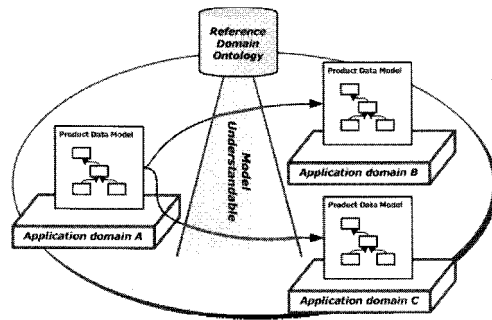 Reference
Domain
Ontology
Product Data Model
Application domain A
Model
Understandable
Product Data Model
Application domain B
Product Data Model
Application domain C